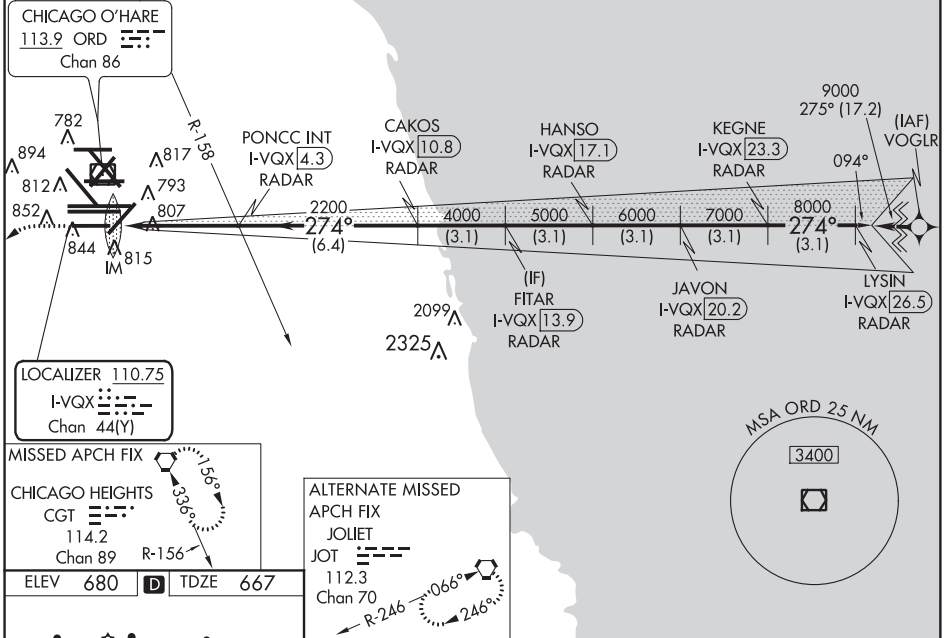 CHICAGO O'HARE
113.9 ORD
Chan 86
782
894
817
812
793
852
807
844
815
IM
R-158
PONCC INT
I-VQX 4.3
RADAR
CAKOS
I-VQX 10.8
RADAR
HANSO
I-VQX 17.1
RADAR
KEGNE
I-VQX 23.3
RADAR
9000
275° (17.2)
(IAF)
VOGLR
094°
2200
274°
(6.4)
4000
(3.1)
5000
(3.1)
6000
(3.1)
7000
(3.1)
8000
274°
(3.1)
(IF)
FITAR
I-VQX 13.9
RADAR
JAVON
I-VQX 20.2
RADAR
LYSIN
I-VQX 26.5
RADAR
2099
2325
LOCALIZER 110.75
I-VQX
Chan 44(Y)
MISSED APCH FIX
CHICAGO HEIGHTS
CGT
114.2
Chan 89
156°
336°
R-156
ALTERNATE MISSED
APCH FIX
JOLIET
JOT
112.3
Chan 70
R-246
066°
246°
MSA ORD 25 NM
3400
ELEV 680 D TDZE 667